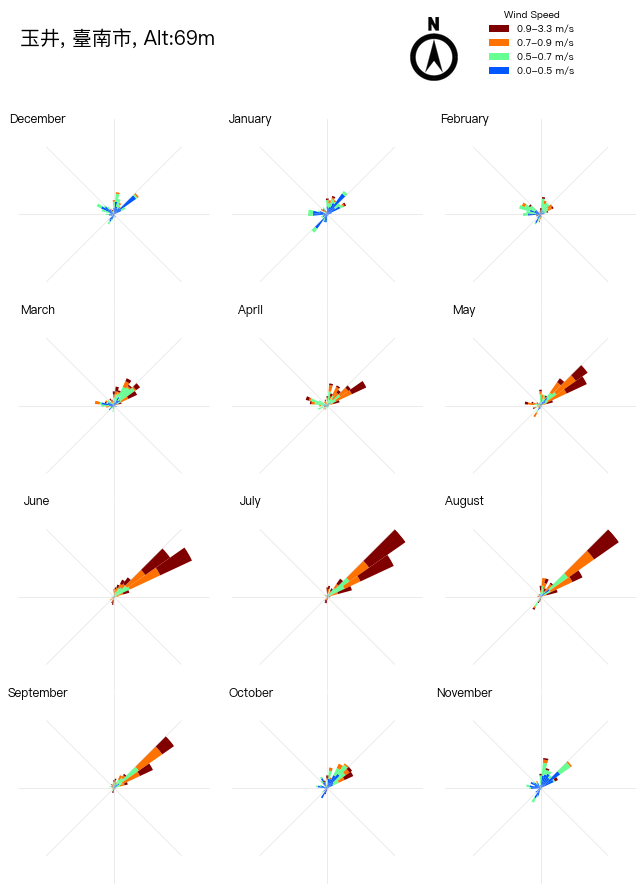 玉井, 臺南市, Alt:69m
N
Wind Speed
0.9–3.3 m/s
0.7–0.9 m/s
0.5–0.7 m/s
0.0–0.5 m/s
December
January
February
March
April
May
June
July
August
September
October
November